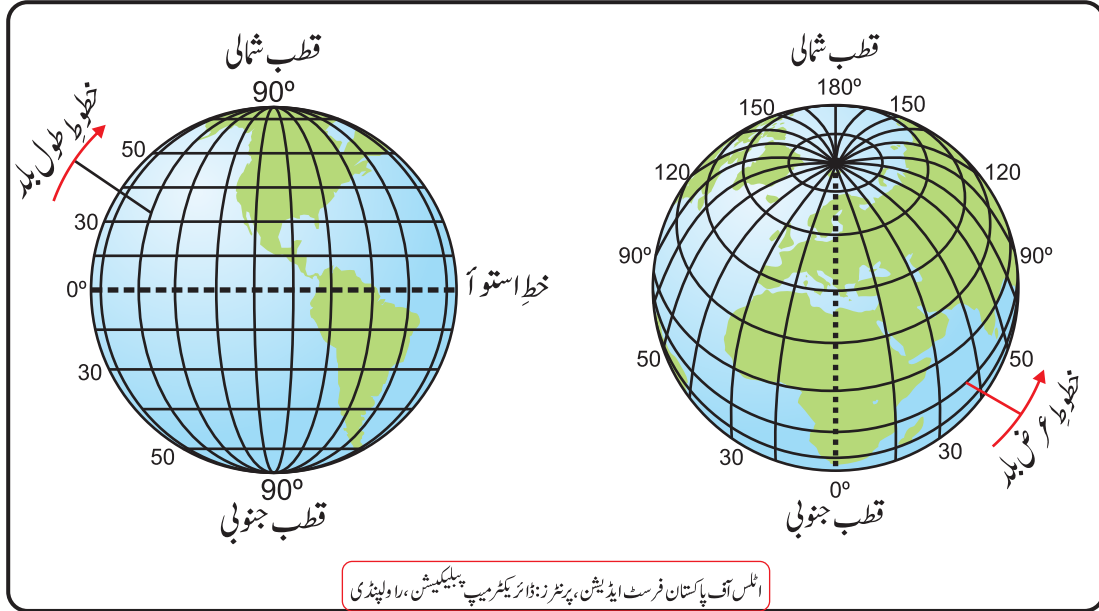 قطب شمالی
90°
خطوطِ طول بلد
50
30
0°
خطِ استوأ
30
50
90°
قطب جنوبی
قطب شمالی
180°
150
150
120
120
90°
90°
50
50
خطوطِ عرض بلد
30
30
0°
قطب جنوبی
اٹلس آف پاکستان فرسٹ ایڈیشن، پرنٹرز: ڈائریکٹر میپ پبلیکیشن، راولپنڈی